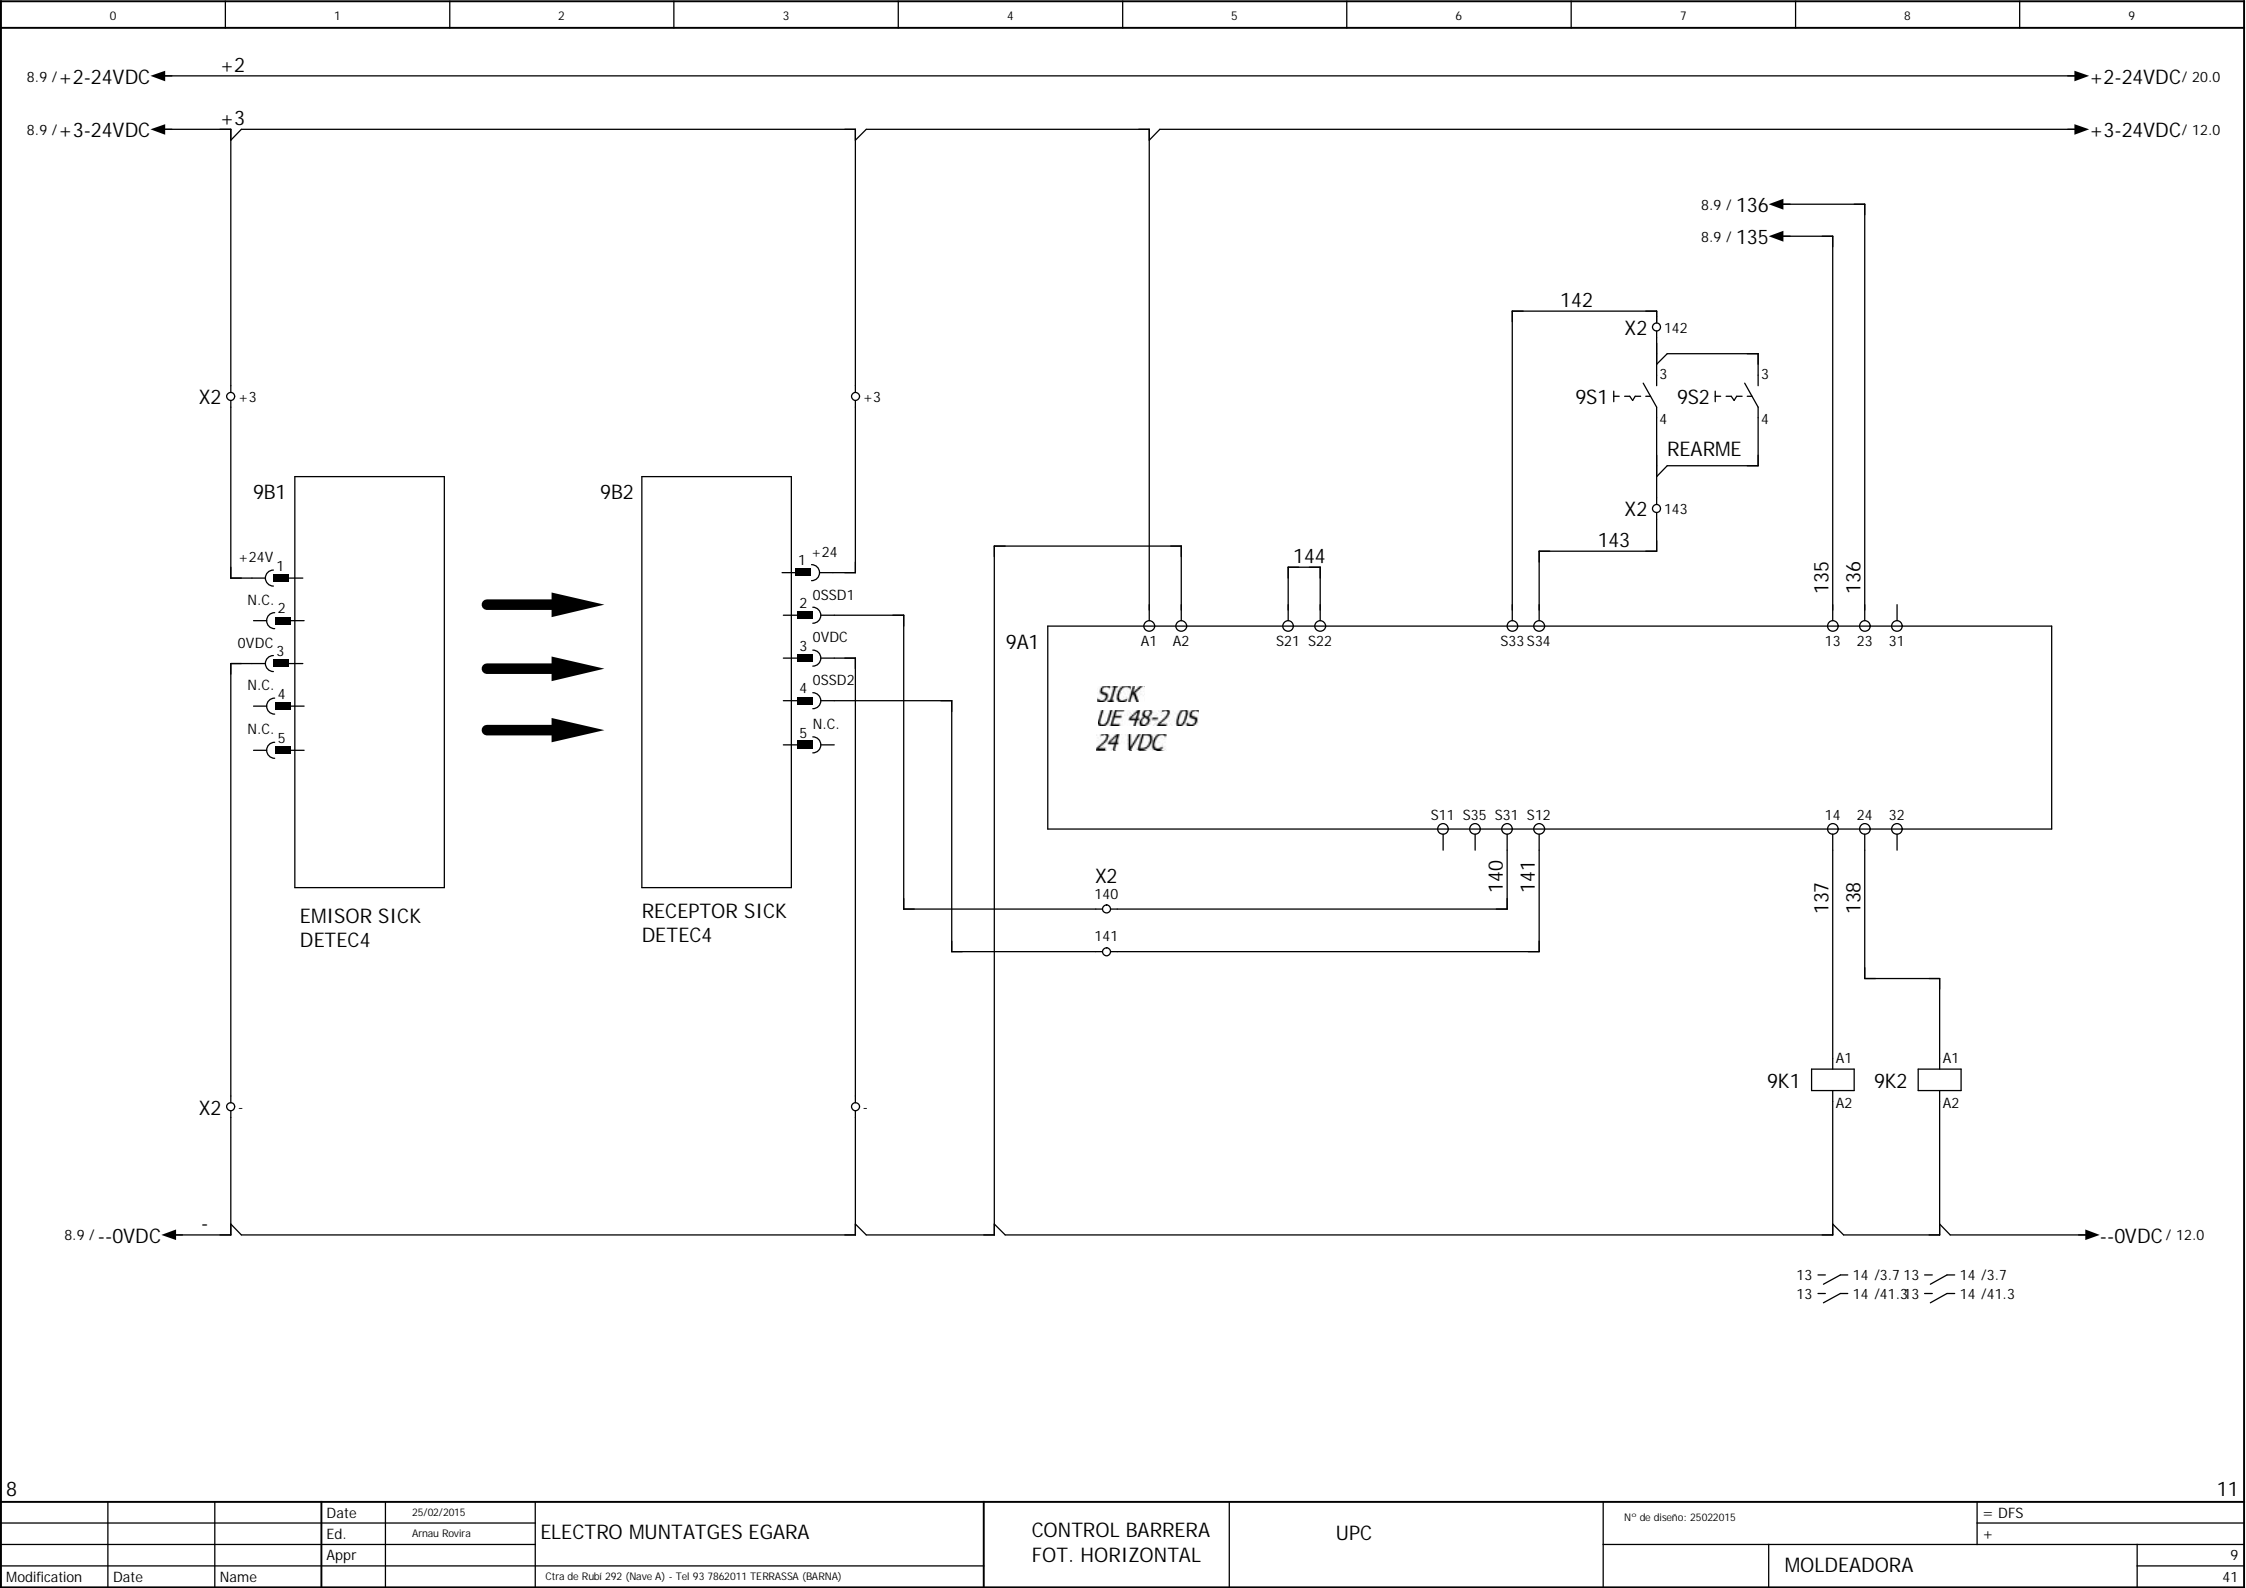 0 1 2 3 4 5 6 7 8 9
8.9 / +2-24VDC +2 +2-24VDC / 20.0
8.9 / +3-24VDC +3 +3-24VDC / 12.0
8.9 / 136
8.9 / 135
142
X2 142
3 3
9S1 9S2
4 4
REARME
X2 143
143
X2 +3 +3
9B1
+24V 1
N.C. 2
0VDC 3
N.C. 4
N.C. 5
EMISOR SICK
DETEC4
9B2
1 +24
2 0SSD1
3 0VDC
4 0SSD2
5 N.C.
RECEPTOR SICK
DETEC4
144
135 136
9A1
A1 A2 S21 S22 S33 S34 13 23 31
SICK
UE 48-2 0S
24 VDC
S11 S35 S31 S12 14 24 32
140 141
137 138
X2
140
141
9K1 A1 A2
9K2 A1 A2
X2 - -
8.9 / --0VDC - --0VDC / 12.0
13 14 /3.7 13 14 /3.7
13 14 /41.3 13 14 /41.3
8 11
Date 25/02/2015
Ed. Arnau Rovira
Appr
Modification Date Name
ELECTRO MUNTATGES EGARA
Ctra de Rubí 292 (Nave A) - Tel 93 7862011 TERRASSA (BARNA)
CONTROL BARRERA
FOT. HORIZONTAL
UPC
Nº de diseño: 25022015
= DFS
+
MOLDEADORA
9
41